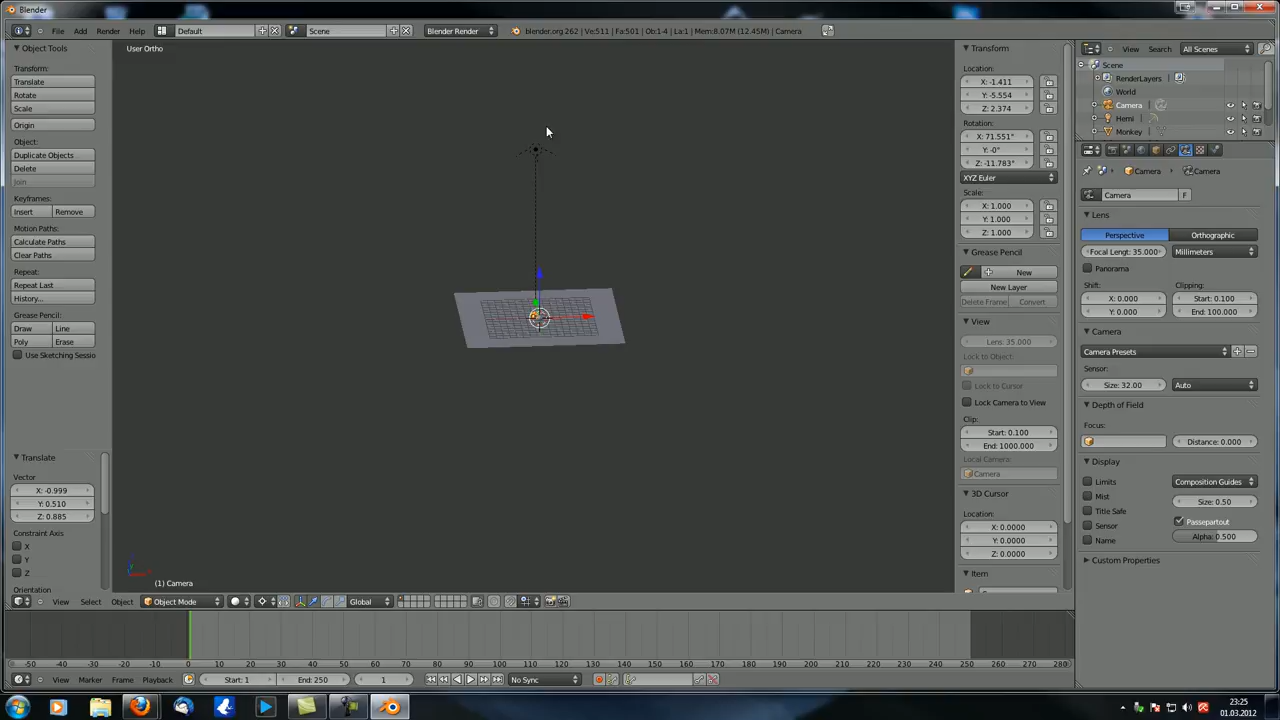 Blender
File Add Render Help Default Scene Blender Render blender.org 262 | Ve:511 | Fa:501 | Ob:1-4 | La:1 | Mem:8.07M (12.45M) | Camera
Object Tools
Transform:
Translate
Rotate
Scale
Origin
Object:
Duplicate Objects
Delete
Join
Keyframes:
Insert Remove
Motion Paths:
Calculate Paths
Clear Paths
Repeat:
Repeat Last
History...
Grease Pencil:
Draw Line
Poly Erase
Use Sketching Sessio
Translate
Vector
X: -0.999
Y: 0.510
Z: 0.885
Constraint Axis
X
Y
Z
Orientation
User Ortho
(1) Camera
Transform
Location:
X: -1.411
Y: -5.554
Z: 2.374
Rotation:
X: 71.551°
Y: -0°
Z: -11.783°
XYZ Euler
Scale:
X: 1.000
Y: 1.000
Z: 1.000
Grease Pencil
New
New Layer
Delete Frame Convert
View
Lens: 35.000
Lock to Object:
Lock to Cursor
Lock Camera to View
Clip:
Start: 0.100
End: 1000.000
Local Camera:
Camera
3D Cursor
Location:
X: 0.0000
Y: 0.0000
Z: 0.0000
Item
View Search All Scenes
Scene
RenderLayers
World
Camera
Hemi
Monkey
Camera Camera
Camera F
Lens
Perspective Orthographic
Focal Lengt: 35.000 Millimeters
Panorama
Shift: Clipping:
X: 0.000 Start: 0.100
Y: 0.000 End: 100.000
Camera
Camera Presets
Sensor:
Size: 32.00 Auto
Depth of Field
Focus:
Distance: 0.000
Display
Limits Composition Guides
Mist Size: 0.50
Title Safe Passepartout
Sensor Alpha: 0.500
Name
Custom Properties
View Select Object Object Mode Global
-50 -40 -30 -20 -10 0 10 20 30 40 50 60 70 80 90 100 110 120 130 140 150 160 170 180 190 200 210 220 230 240 250 260 270 280
View Marker Frame Playback Start: 1 End: 250 1 No Sync
23:25
01.03.2012